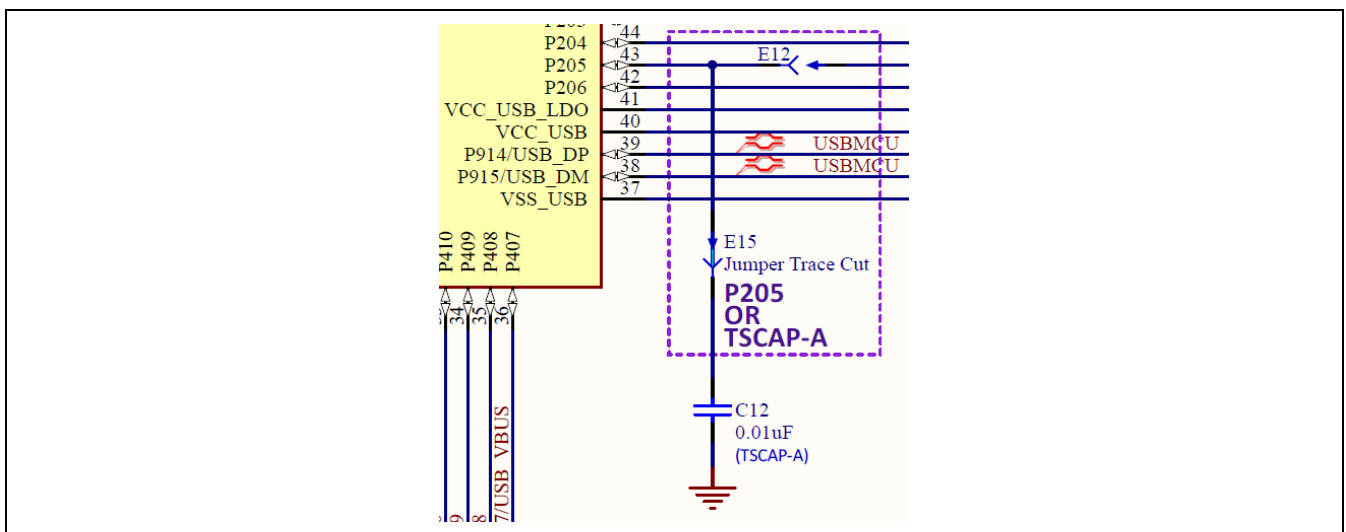 44
P204
43
P205
E12
42
P206
41
VCC_USB_LDO
40
VCC_USB
39
P914/USB_DP
USBMCU
38
P915/USB_DM
USBMCU
37
VSS_USB
P410
P409
P408
P407
34
35
36
E15
Jumper Trace Cut
P205
OR
TSCAP-A
C12
0.01uF
(TSCAP-A)
7/USB_VBUS